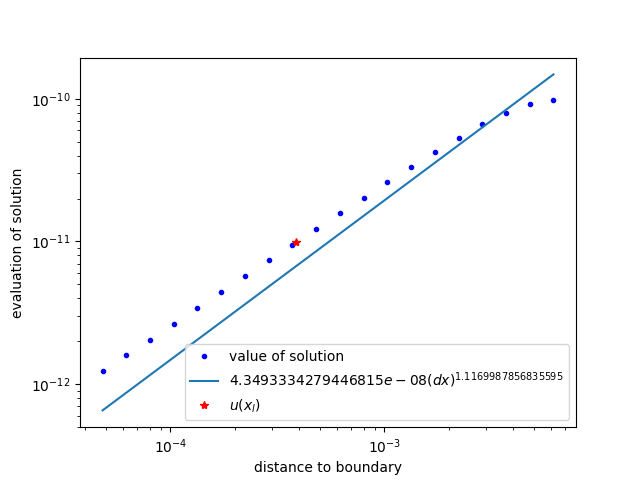 evaluation of solution
10⁻¹⁰
10⁻¹¹
10⁻¹²
value of solution
4.3493334279446815e − 08(dx)^1.1169987856835595
u(x_l)
10⁻⁴
10⁻³
distance to boundary